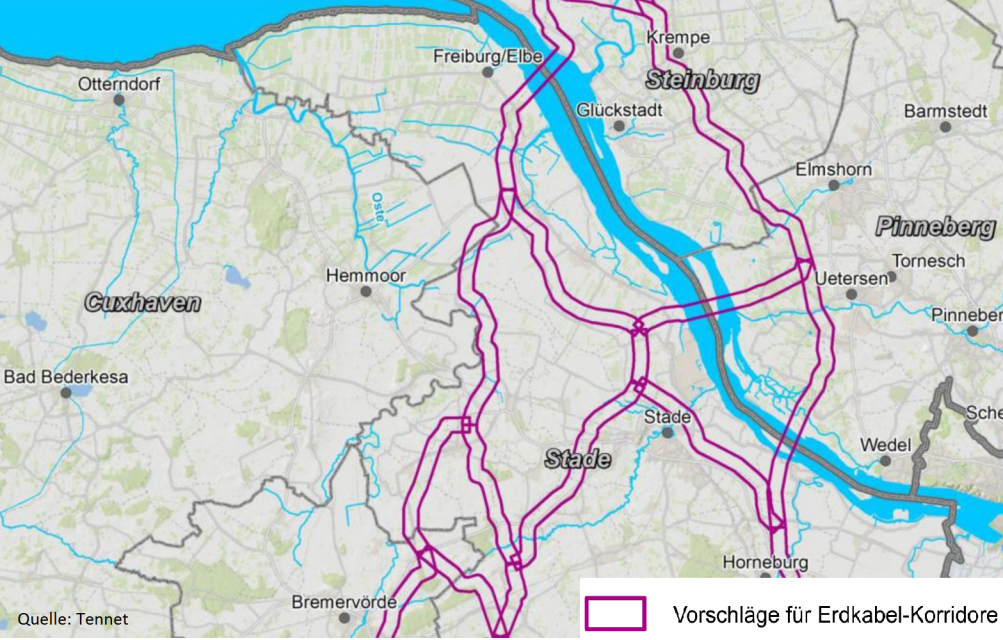 Krempe
Freiburg/Elbe
Steinburg
Otterndorf
Glückstadt
Barmstedt
Elmshorn
Oste
Pinneberg
Tornesch
Hemmoor
Uetersen
Cuxhaven
Pinneber
Bad Bederkesa
Stade
Sche
Wedel
Stade
Horneburg
Bremervörde
Vorschläge für Erdkabel-Korridore
Quelle: Tennet